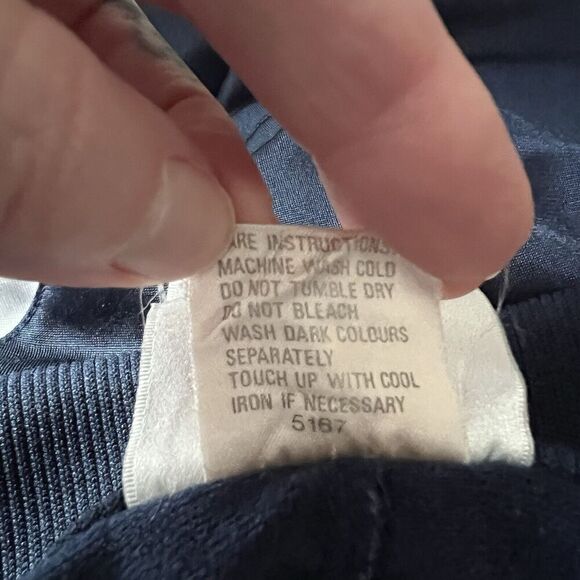 ARE INSTRUCTIONS
MACHINE WASH COLD
DO NOT TUMBLE DRY
DO NOT BLEACH
WASH DARK COLOURS
SEPARATELY
TOUCH UP WITH COOL
IRON IF NECESSARY
5167